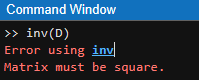 Command Window
>> inv(D)
Error using inv
Matrix must be square.